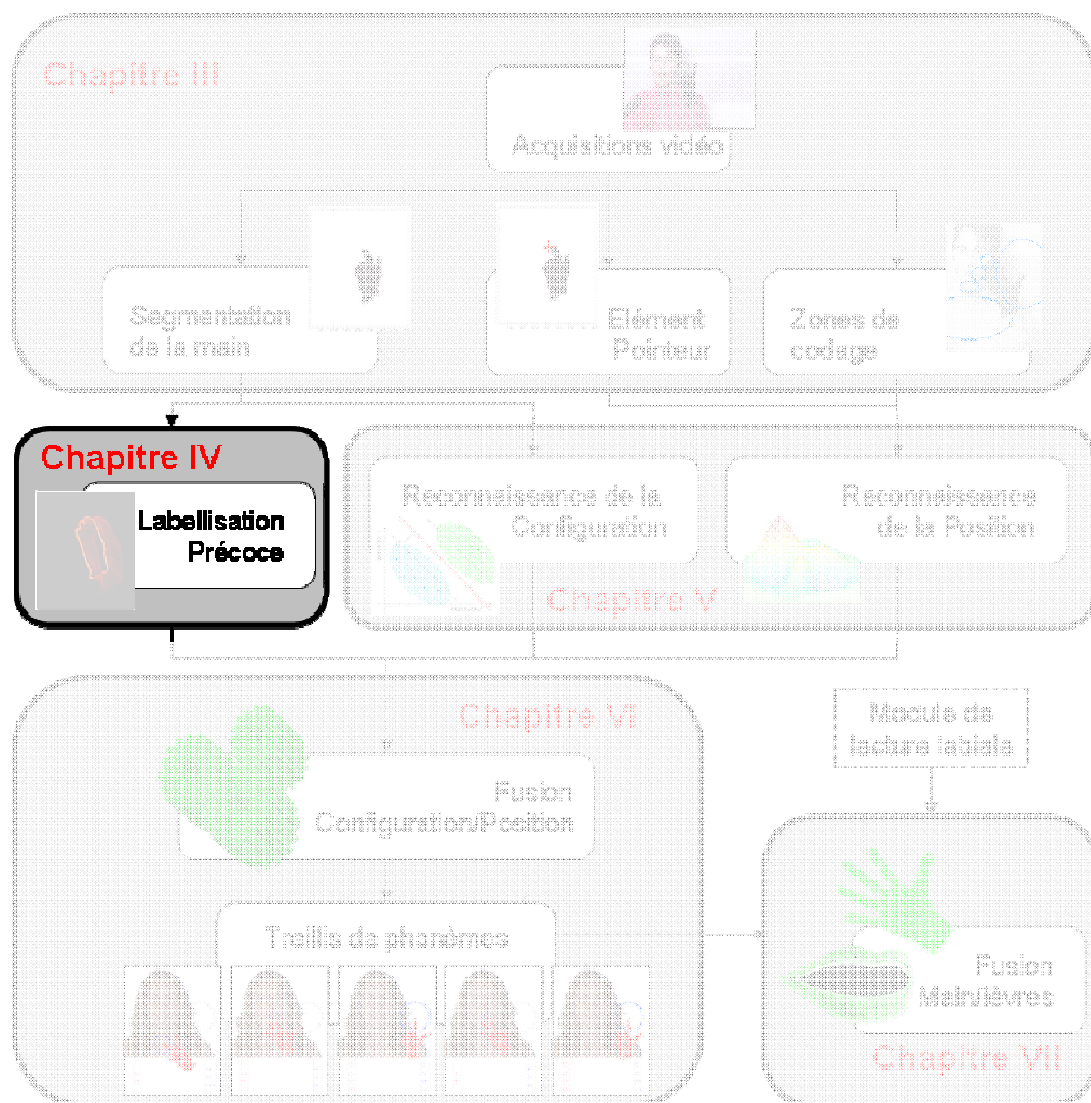 Chapitre III
Acquisitions vidéo
Segmentation
de la main
Elément
Pointeur
Zones de
codage
Chapitre IV
Labellisation
Précoce
Reconnaissance de la
Configuration
Reconnaissance
de la Position
Chapitre V
Chapitre VI
Module de
lecture labiale
Fusion
Configuration/Position
Treillis de phonèmes
Fusion
Main/lèvres
Chapitre VII